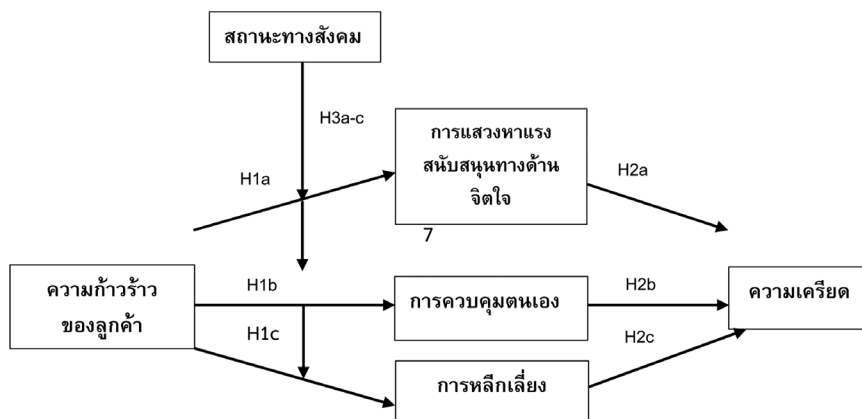 สถานะทางสังคม
H3a-c
การแสวงหาแรง
สนับสนุนทางด้าน
จิตใจ
H1a
H2a
7
ความก้าวร้าว
ของลูกค้า
H1b
การควบคุมตนเอง
H2b
ความเครียด
H1c
H2c
การหลีกเลี่ยง